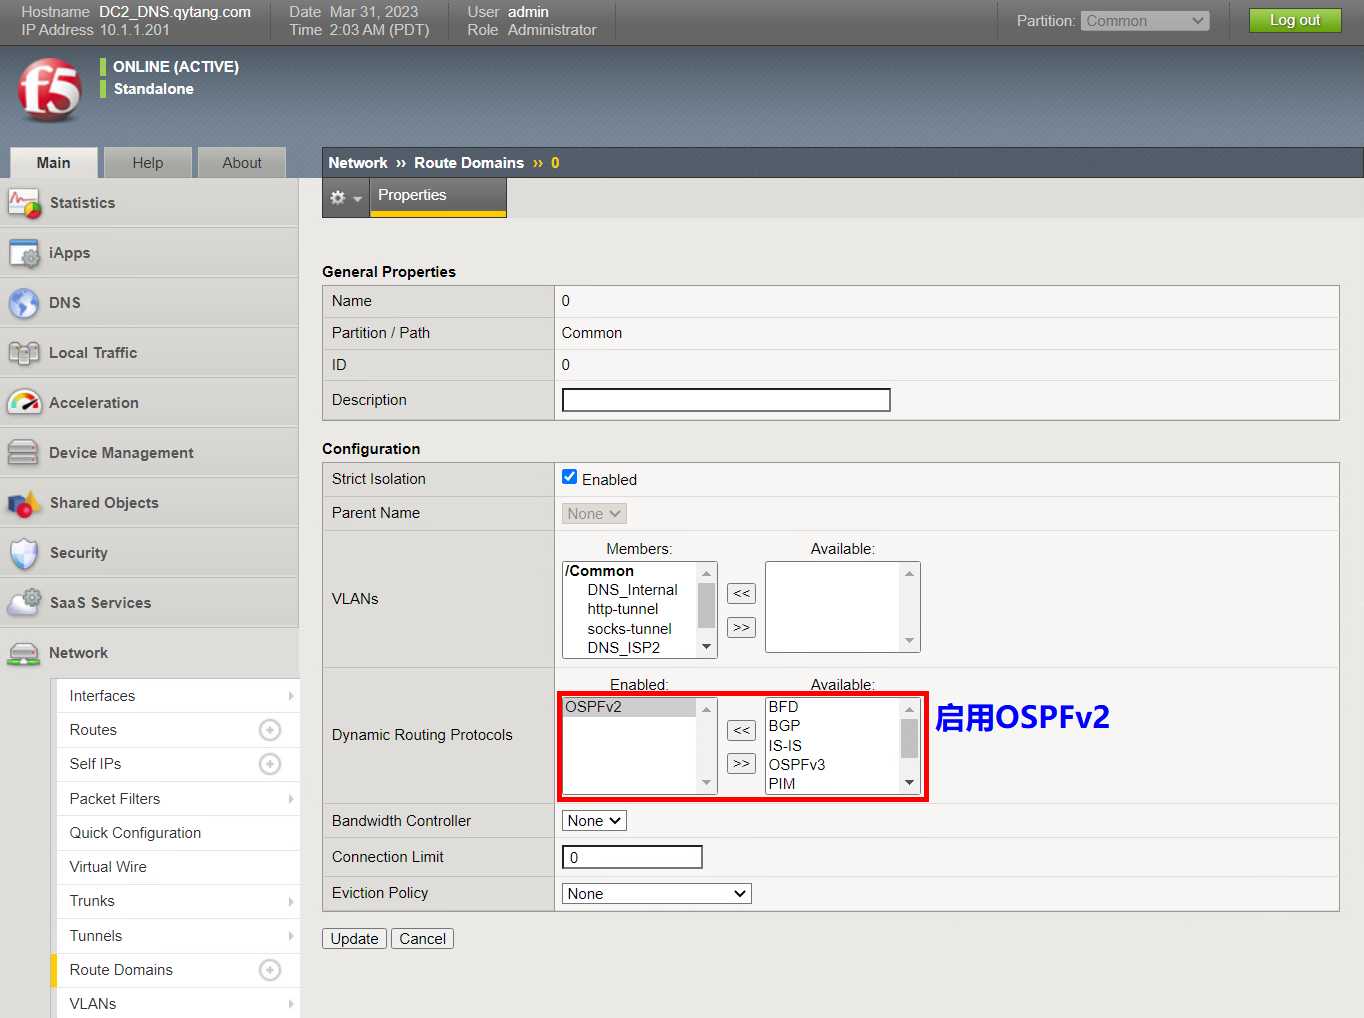 Hostname DC2_DNS.qytang.com Date Mar 31, 2023 User admin
IP Address 10.1.1.201 Time 2:03 AM (PDT) Role Administrator
Partition: Common Log out
f5
ONLINE (ACTIVE)
Standalone
Main Help About
Network ›› Route Domains ›› 0
Properties
Statistics
iApps
DNS
Local Traffic
Acceleration
Device Management
Shared Objects
Security
SaaS Services
Network
Interfaces
Routes
Self IPs
Packet Filters
Quick Configuration
Virtual Wire
Trunks
Tunnels
Route Domains
VLANs
General Properties
Name 0
Partition / Path Common
ID 0
Description
Configuration
Strict Isolation Enabled
Parent Name None
VLANs
Members: Available:
/Common
DNS_Internal
http-tunnel
socks-tunnel
DNS_ISP2
<<
>>
Dynamic Routing Protocols
Enabled: Available:
OSPFv2
<<
>>
BFD
BGP
IS-IS
OSPFv3
PIM
启用OSPFv2
Bandwidth Controller None
Connection Limit 0
Eviction Policy None
Update Cancel